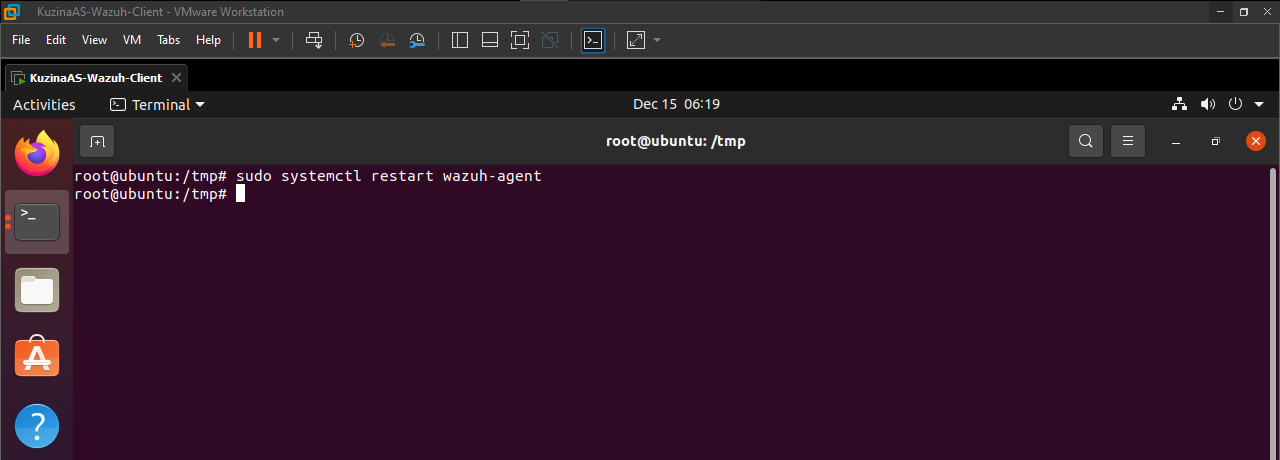 KuzinaAS-Wazuh-Client - VMware Workstation
File Edit View VM Tabs Help
KuzinaAS-Wazuh-Client
Activities Terminal Dec 15 06:19
root@ubuntu: /tmp
root@ubuntu:/tmp# sudo systemctl restart wazuh-agent
root@ubuntu:/tmp#